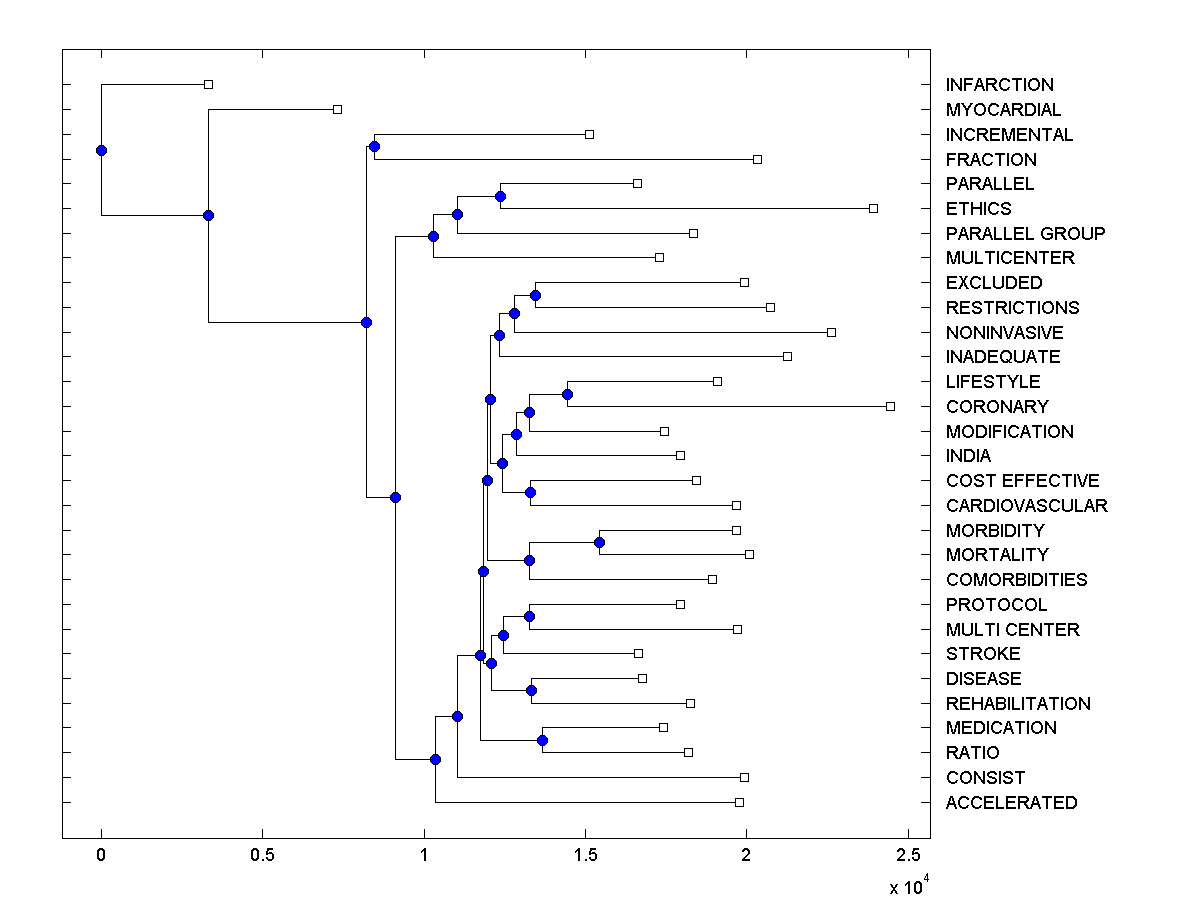 INFARCTION
MYOCARDIAL
INCREMENTAL
FRACTION
PARALLEL
ETHICS
PARALLEL GROUP
MULTICENTER
EXCLUDED
RESTRICTIONS
NONINVASIVE
INADEQUATE
LIFESTYLE
CORONARY
MODIFICATION
INDIA
COST EFFECTIVE
CARDIOVASCULAR
MORBIDITY
MORTALITY
COMORBIDITIES
PROTOCOL
MULTI CENTER
STROKE
DISEASE
REHABILITATION
MEDICATION
RATIO
CONSIST
ACCELERATED
0 0.5 1 1.5 2 2.5
x 10^4